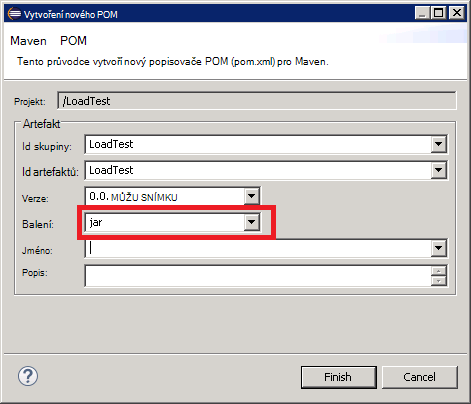 Vytvoření nového POM
Maven POM
Tento průvodce vytvoří nový popisovače POM (pom.xml) pro Maven.
Projekt: /LoadTest
Artefakt
Id skupiny: LoadTest
Id artefaktů: LoadTest
Verze: 0.0. MŮŽU SNÍMKU
Balení: jar
Jméno:
Popis:
?
Finish Cancel